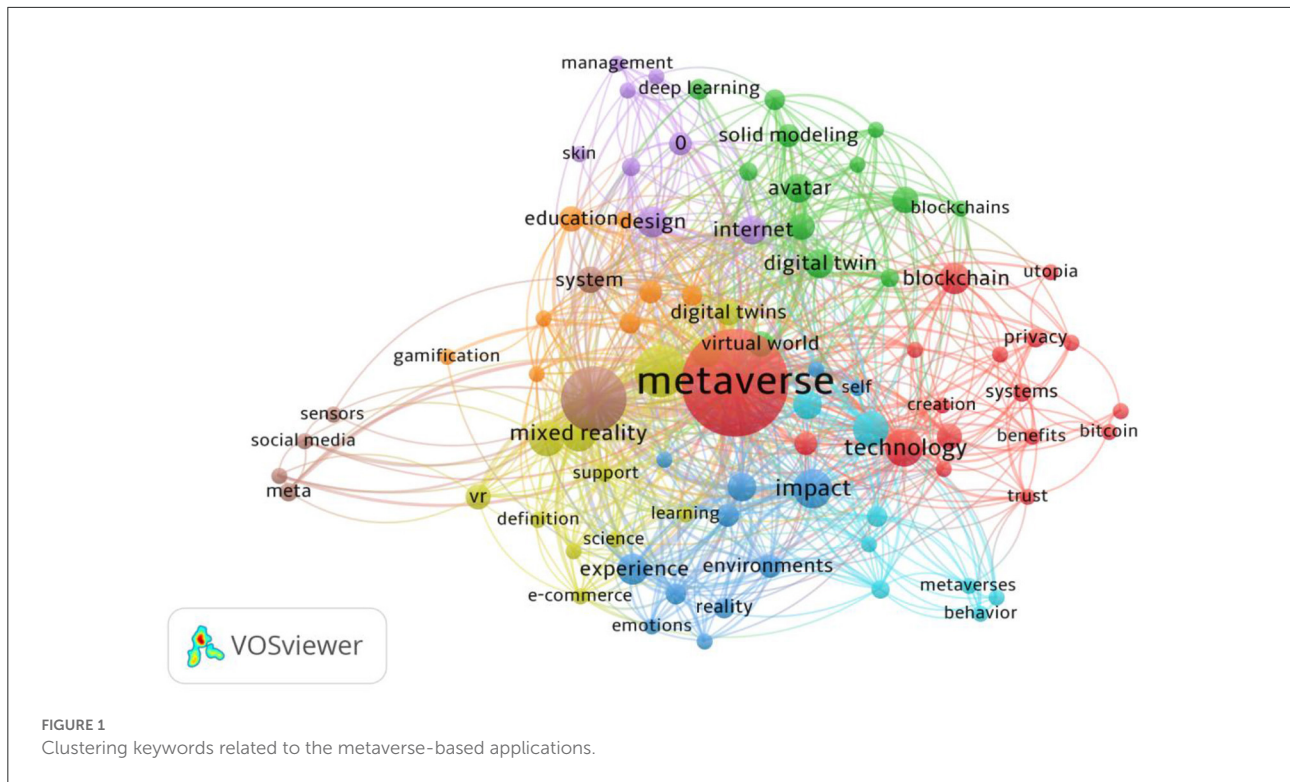 management
deep learning
solid modeling
0
skin
avatar
blockchains
education
design
internet
digital twin
system
blockchain
utopia
digital twins
virtual world
privacy
gamification
metaverse
self
systems
creation
sensors
social media
mixed reality
technology
benefits
bitcoin
support
meta
vr
impact
trust
definition
learning
science
experience
environments
e-commerce
metaverses
reality
behavior
emotions
VOSviewer
FIGURE 1
Clustering keywords related to the metaverse-based applications.